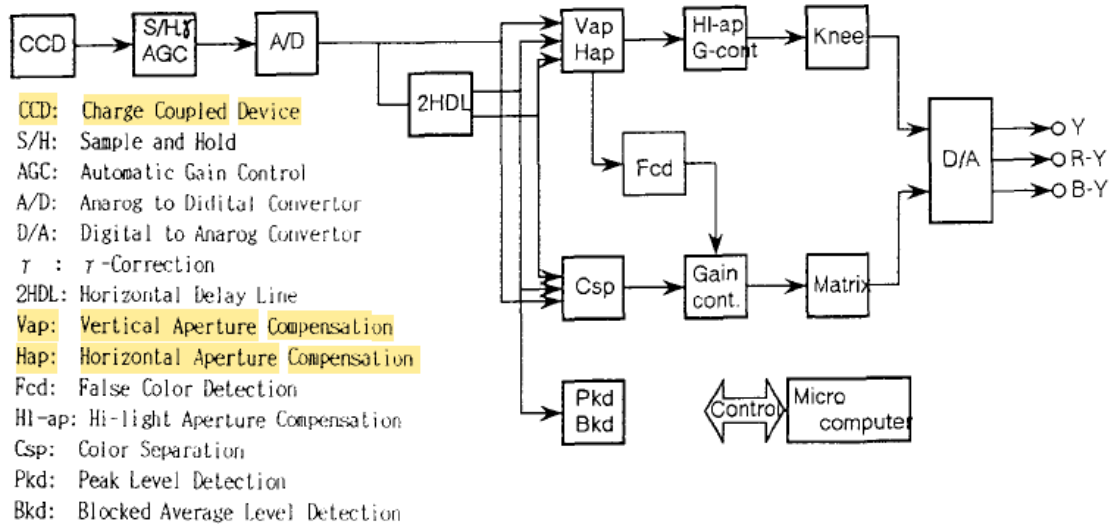 CCD
S/H,γ
AGC
A/D
2HDL
Vap
Hap
HI-ap
G-cont
Knee
Fcd
D/A
Y
R-Y
B-Y
Csp
Gain
cont.
Matrix
Pkd
Bkd
Control
Micro
computer
CCD: Charge Coupled Device
S/H: Sample and Hold
AGC: Automatic Gain Control
A/D: Anarog to Didital Convertor
D/A: Digital to Anarog Convertor
γ : γ-Correction
2HDL: Horizontal Delay Line
Vap: Vertical Aperture Compensation
Hap: Horizontal Aperture Compensation
Fcd: False Color Detection
HI-ap: Hi-light Aperture Compensation
Csp: Color Separation
Pkd: Peak Level Detection
Bkd: Blocked Average Level Detection